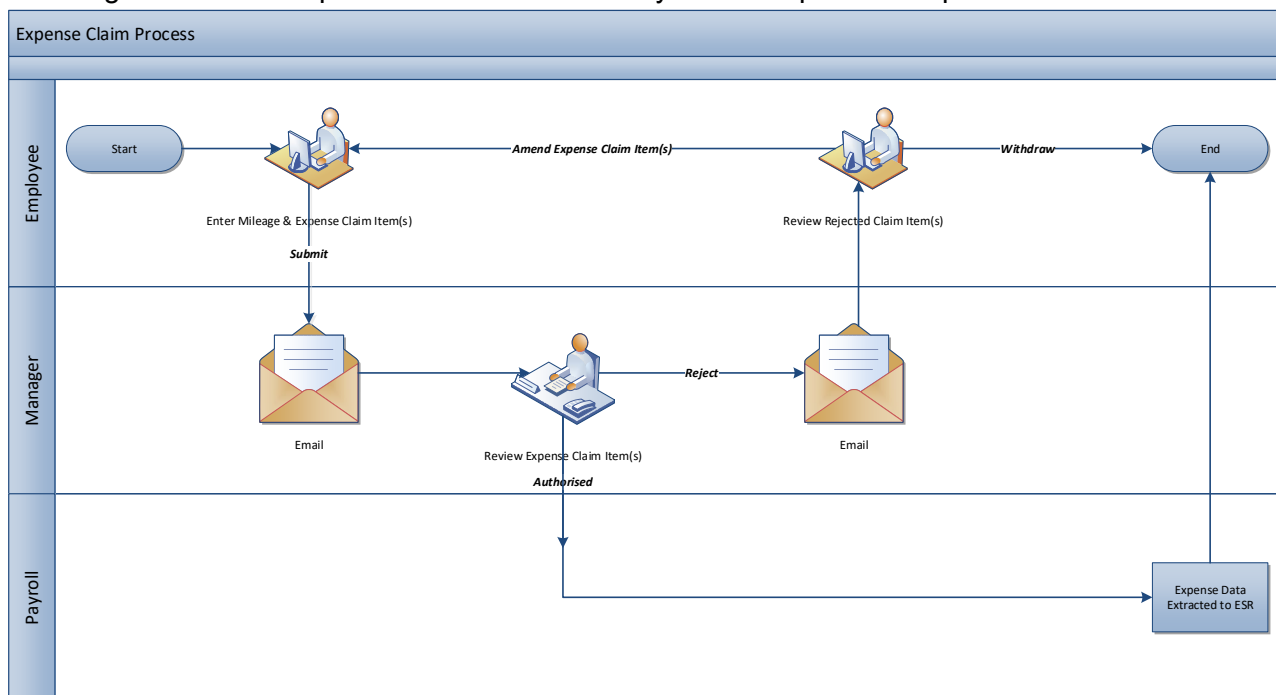 Expense Claim Process
Employee
Start
Amend Expense Claim Item(s)
Withdraw
End
Enter Mileage & Expense Claim Item(s)
Review Rejected Claim Item(s)
Submit
Manager
Reject
Email
Email
Review Expense Claim Item(s)
Authorised
Payroll
Expense Data
Extracted to ESR